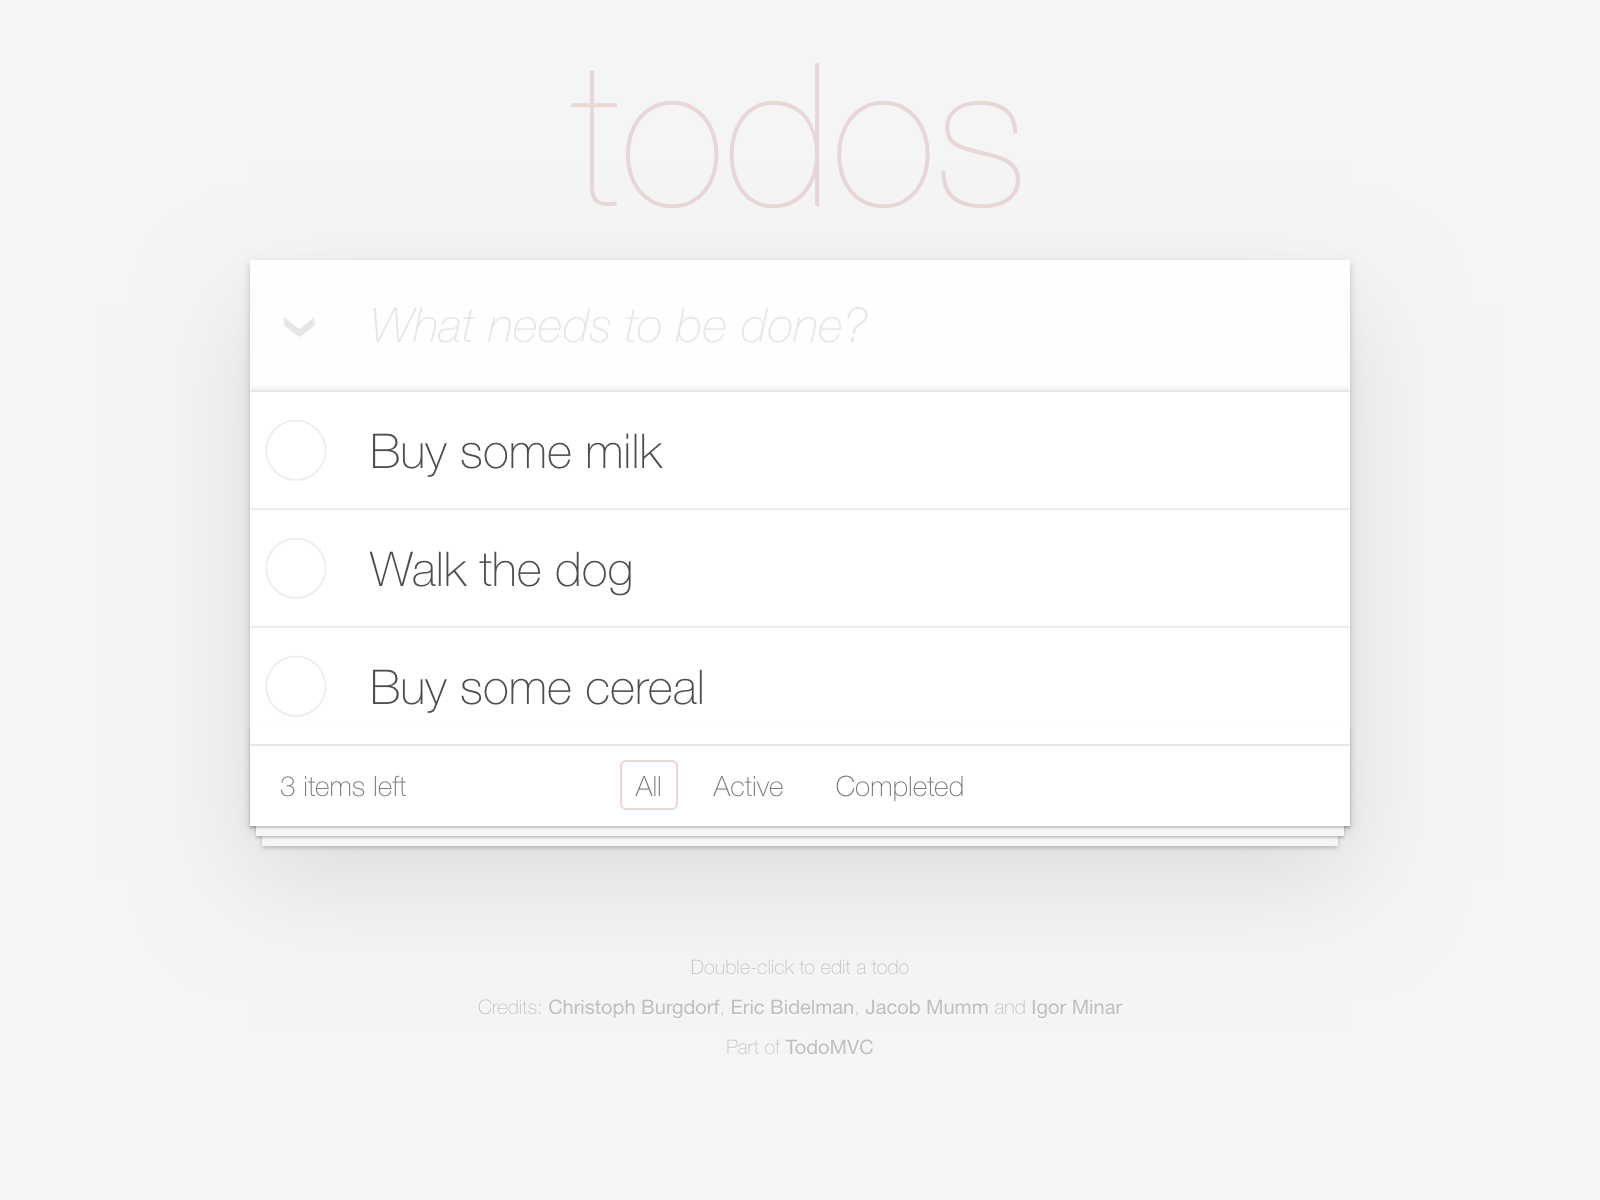 todos
What needs to be done?
Buy some milk
Walk the dog
Buy some cereal
3 items left All Active Completed
Double-click to edit a todo
Credits: Christoph Burgdorf, Eric Bidelman, Jacob Mumm and Igor Minar
Part of TodoMVC